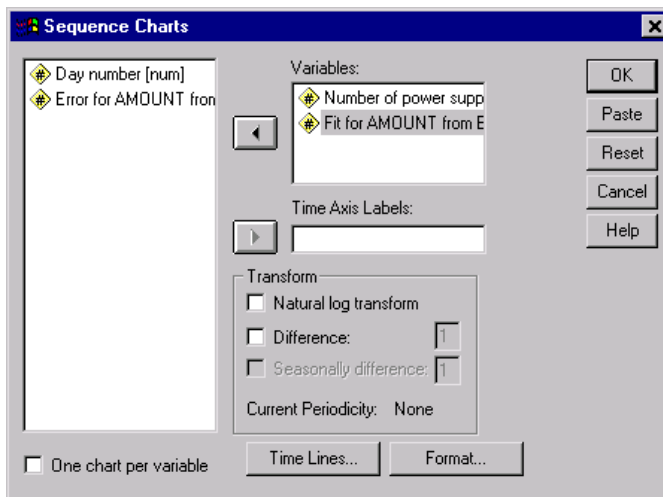 Sequence Charts
# Day number [num]
# Error for AMOUNT fron
Variables:
# Number of power supp
# Fit for AMOUNT from E
Time Axis Labels:
Transform
Natural log transform
Difference: 1
Seasonally difference: 1
Current Periodicity: None
One chart per variable
Time Lines...
Format...
OK
Paste
Reset
Cancel
Help